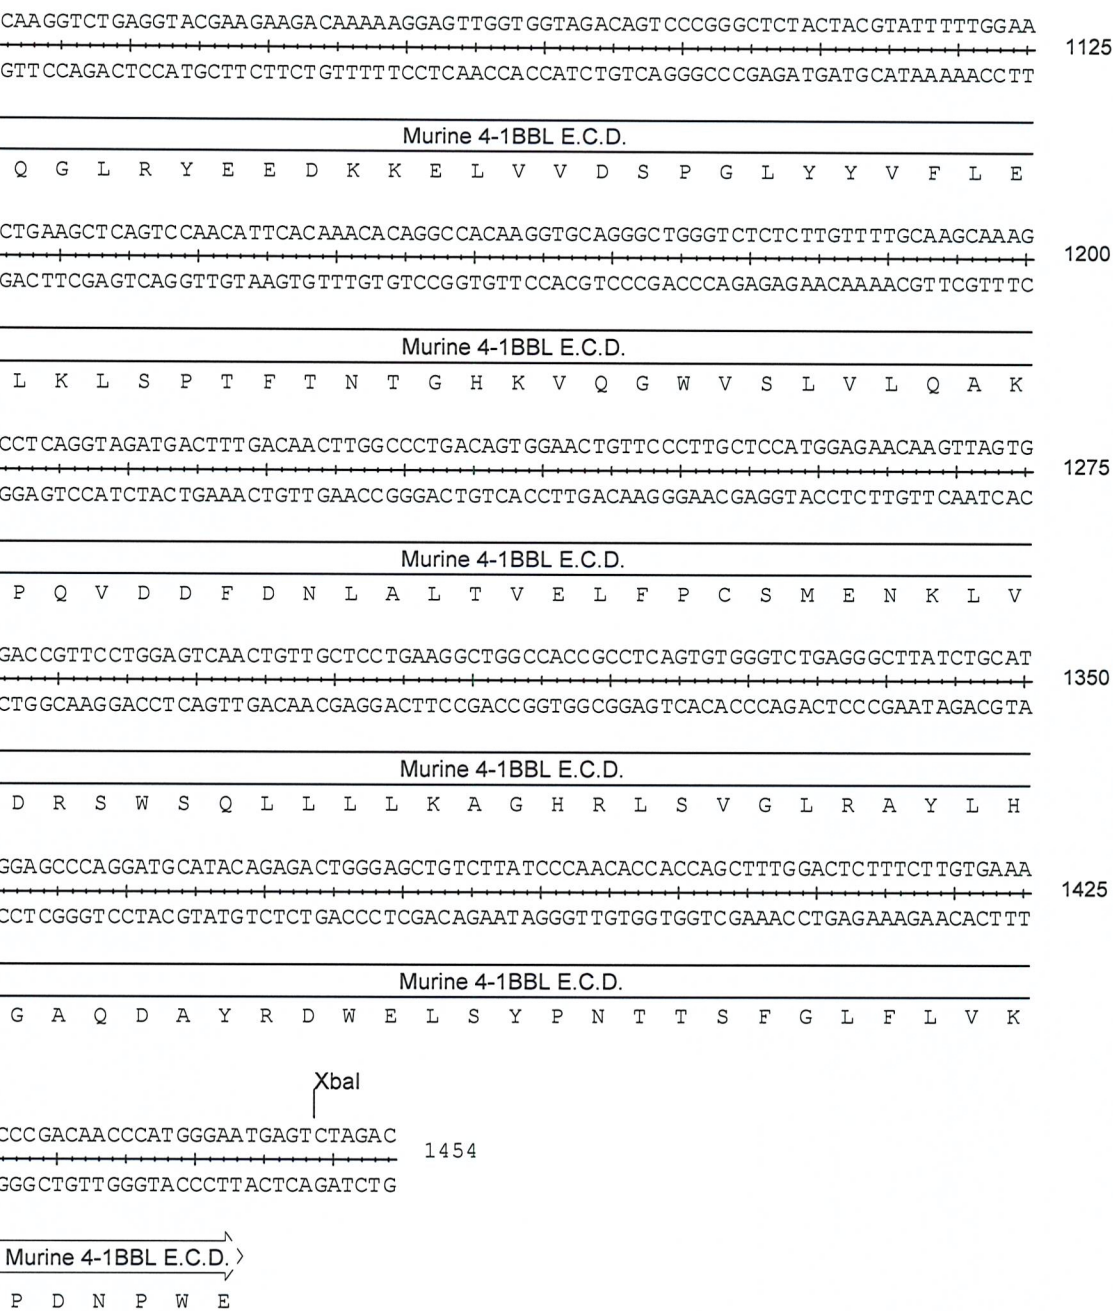 CAAGGTCTGAGGTACGAAGAAGACAAAAAGGAGTTGGTGGTAGACAGTCCCGGGCTCTACTACGTATTTTTGGAA
1125
GTTCCAGACTCCATGCTTCTTCTGTTTTTCCTCAACCACCATCTGTCAGGGCCCGAGATGATGCATAAAAACCTT
Murine 4-1BBL E.C.D.
Q G L R Y E E D K K E L V V D S P G L Y Y V F L E
CTGAAGCTCAGTCCAACATTCACAAACACAGGCCACAAGGTGCAGGGCTGGGTCTCTCTTGTTTTGCAAGCAAAG
1200
GACTTCGAGTCAGGTTGTAAGTGTTTGTGTCCGGTGTTCCACGTCCCGACCCAGAGAGAACAAAACGTTCGTTTC
Murine 4-1BBL E.C.D.
L K L S P T F T N T G H K V Q G W V S L V L Q A K
CCTCAGGTAGATGACTTTGACAACTTGGCCCTGACAGTGGAACTGTTCCCTTGCTCCATGGAGAACAAGTTAGTG
1275
GGAGTCCATCTACTGAAACTGTTGAACCGGGACTGTCACCTTGACAAGGGAACGAGGTACCTCTTGTTCAATCAC
Murine 4-1BBL E.C.D.
P Q V D D F D N L A L T V E L F P C S M E N K L V
GACCGTTCCTGGAGTCAACTGTTGCTCCTGAAGGCTGGCCACCGCCTCAGTGTGGGTCTGAGGGCTTATCTGCAT
1350
CTGGCAAGGACCTCAGTTGACAACGAGGACTTCCGACCGGTGGCGGAGTCACACCCAGACTCCCGAATAGACGTA
Murine 4-1BBL E.C.D.
D R S W S Q L L L L K A G H R L S V G L R A Y L H
GGAGCCCAGGATGCATACAGAGACTGGGAGCTGTCTTATCCCAACACCACCAGCTTTGGACTCTTTCTTGTGAAA
1425
CCTCGGGTCCTACGTATGTCTCTGACCCTCGACAGAATAGGGTTGTGGTGGTCGAAACCTGAGAAAGAACACTTT
Murine 4-1BBL E.C.D.
G A Q D A Y R D W E L S Y P N T T S F G L F L V K
XbaI
CCCGACAACCCATGGGAATGAGTCTAGAC
1454
GGGCTGTTGGGTACCCTTACTCAGATCTG
Murine 4-1BBL E.C.D.
P D N P W E